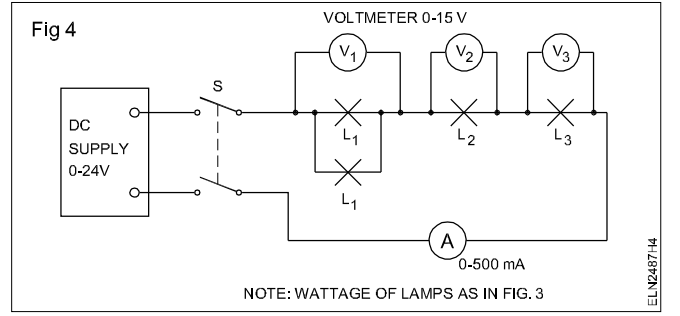 Fig 4
VOLTMETER 0-15 V
V1
V2
V3
S
DC
SUPPLY
0-24V
L1
L2
L3
L1
A
0-500 mA
NOTE: WATTAGE OF LAMPS AS IN FIG. 3
ELN2487H4